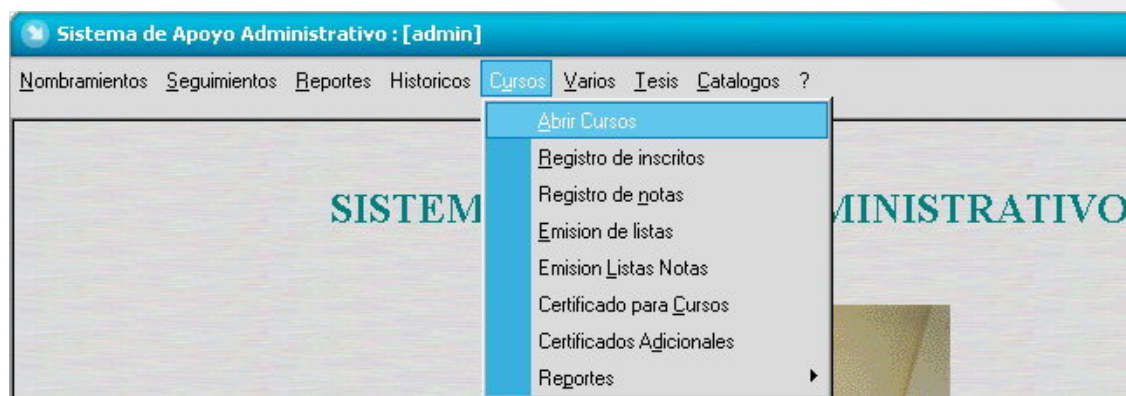 Sistema de Apoyo Administrativo : [admin]
Nombramientos Seguimientos Reportes Historicos Cursos Varios Tesis Catalogos ?
Abrir Cursos
Registro de inscritos
Registro de notas
SISTEM MINISTRATIVO
Emision de listas
Emision Listas Notas
Certificado para Cursos
Certificados Adicionales
Reportes